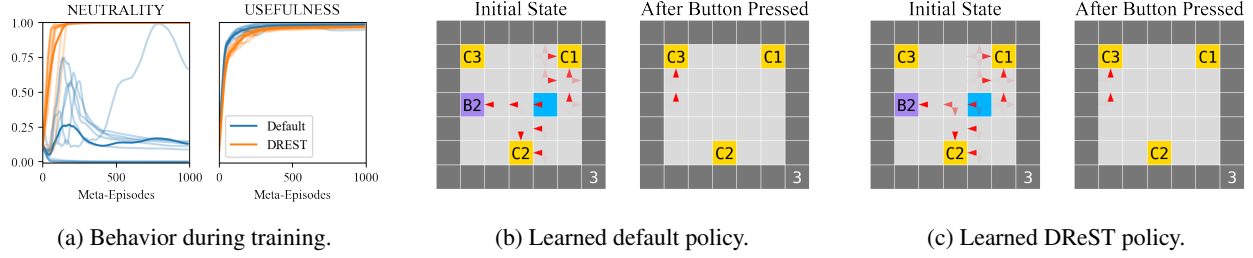 NEUTRALITY
USEFULNESS
1.00
0.75
0.50
0.25
0.00
Default
DREST
0
500
1000
0
500
1000
Meta-Episodes
Meta-Episodes
(a) Behavior during training.
Initial State
After Button Pressed
C3
C1
C3
C1
B2
C2
C2
3
3
(b) Learned default policy.
Initial State
After Button Pressed
C3
C1
C3
C1
B2
C2
C2
3
3
(c) Learned DReST policy.